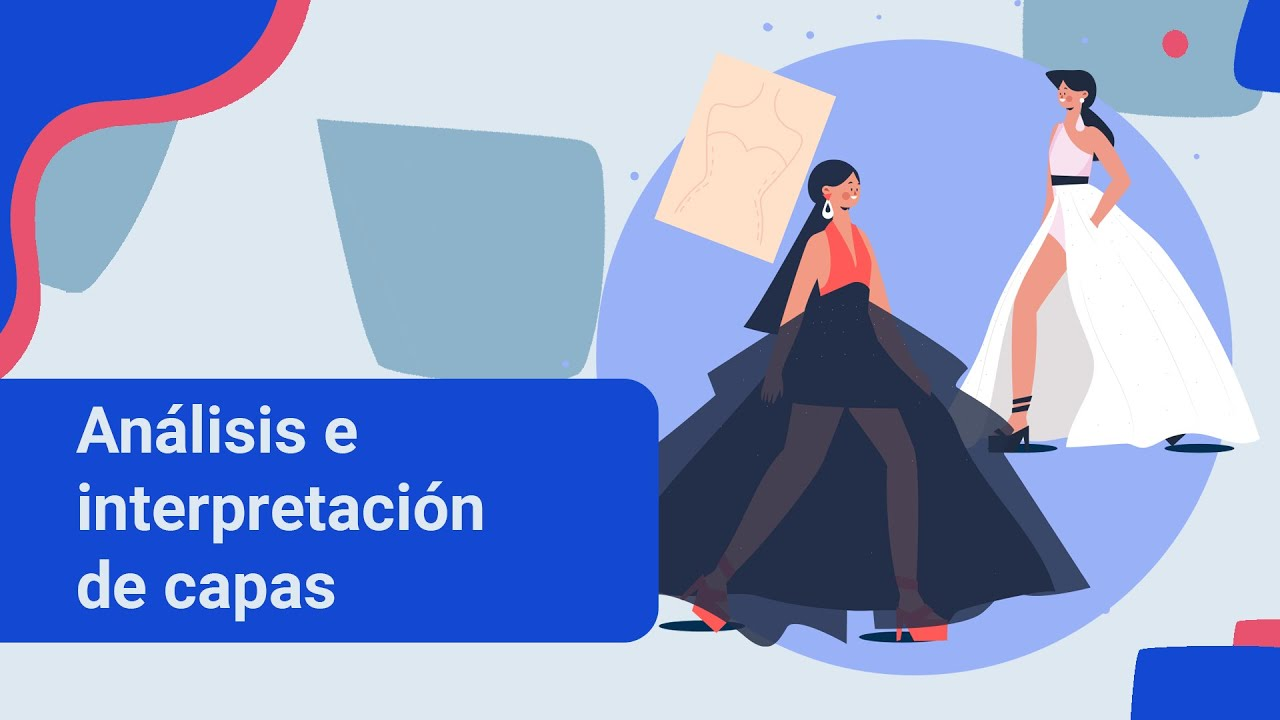 Análisis e
interpretación
de capas